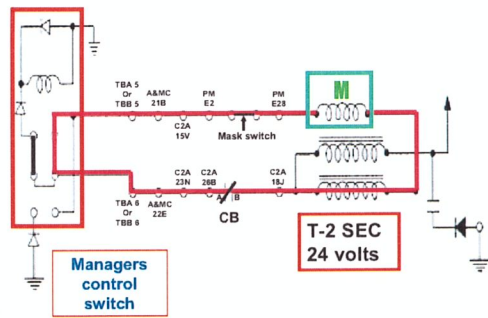 M
TBA 5
Or
TBB 5
A&MC
21B
PM
E2
PM
E28
C2A
15V
Mask switch
C2A
23N
C2A
26B
C2A
18J
A
B
TBA 6
Or
TBB 6
A&MC
22E
CB
T-2 SEC
24 volts
Managers
control
switch